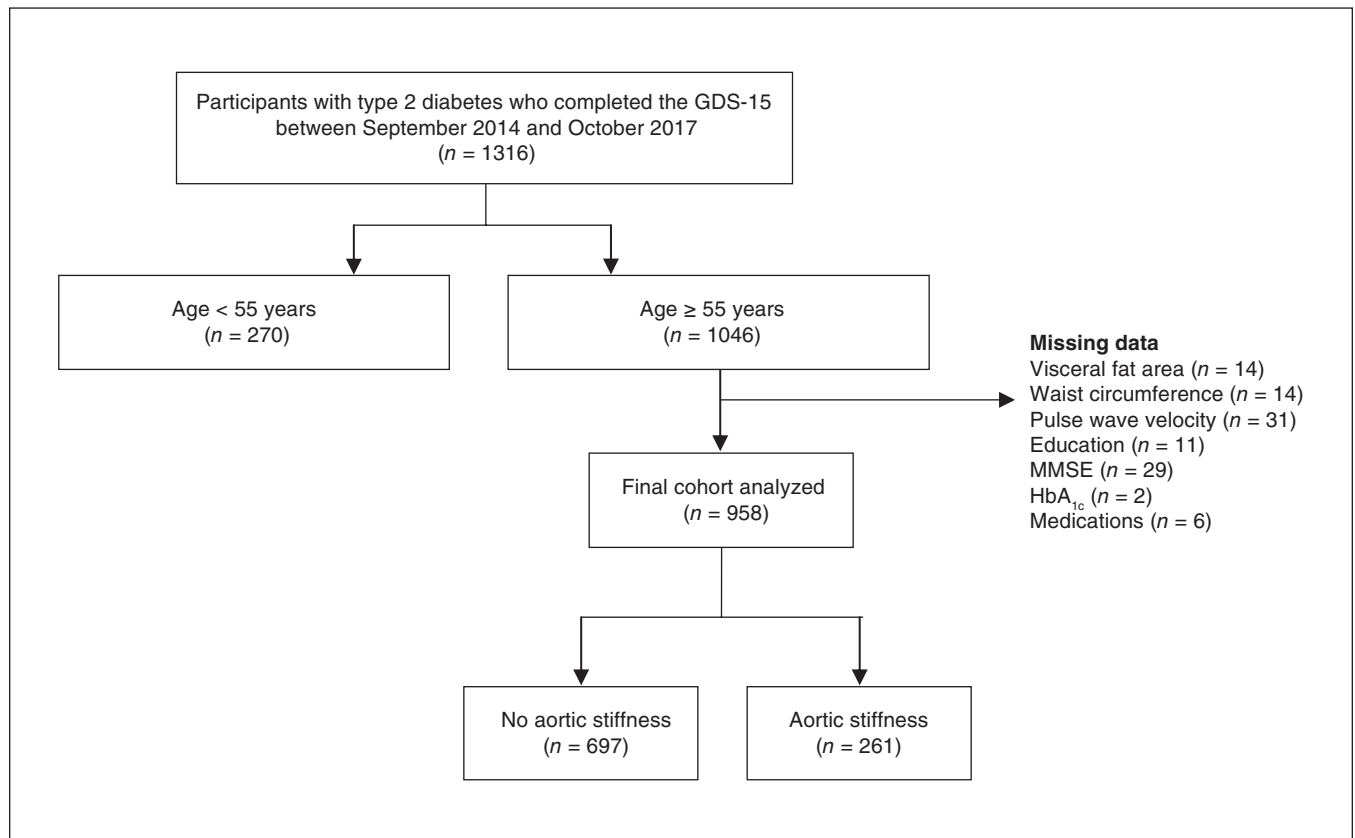 Participants with type 2 diabetes who completed the GDS-15
between September 2014 and October 2017
(n = 1316)
Age < 55 years
(n = 270)
Age ≥ 55 years
(n = 1046)
Missing data
Visceral fat area (n = 14)
Waist circumference (n = 14)
Pulse wave velocity (n = 31)
Education (n = 11)
MMSE (n = 29)
HbA1c (n = 2)
Medications (n = 6)
Final cohort analyzed
(n = 958)
No aortic stiffness
(n = 697)
Aortic stiffness
(n = 261)